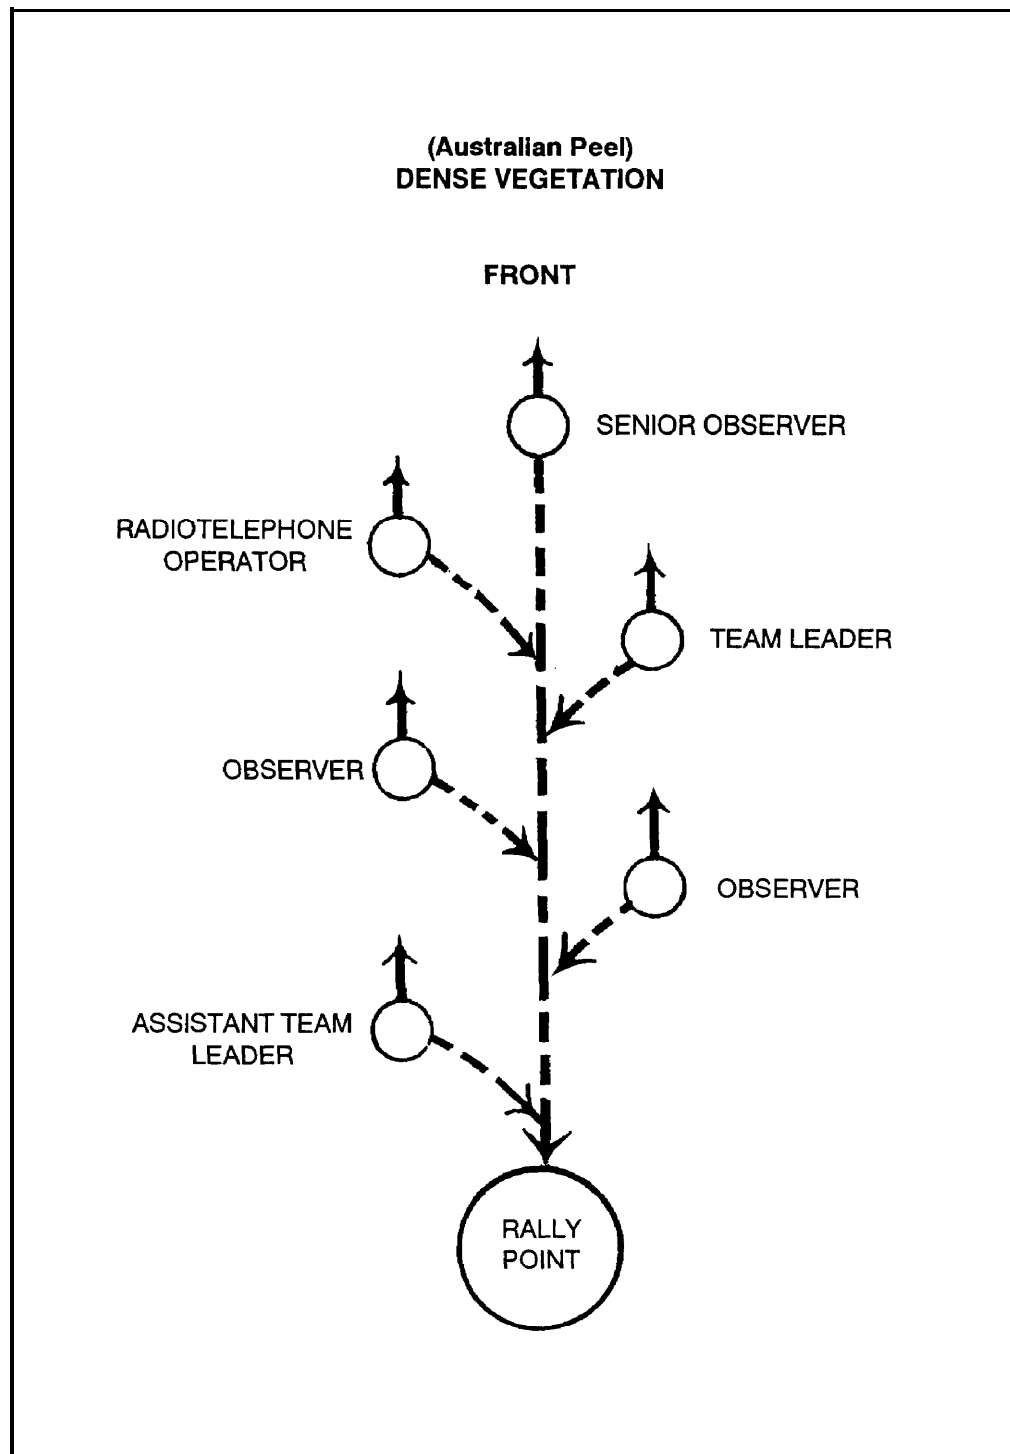 (Australian Peel)
DENSE VEGETATION
FRONT
SENIOR OBSERVER
RADIOTELEPHONE
OPERATOR
TEAM LEADER
OBSERVER
OBSERVER
ASSISTANT TEAM
LEADER
RALLY
POINT